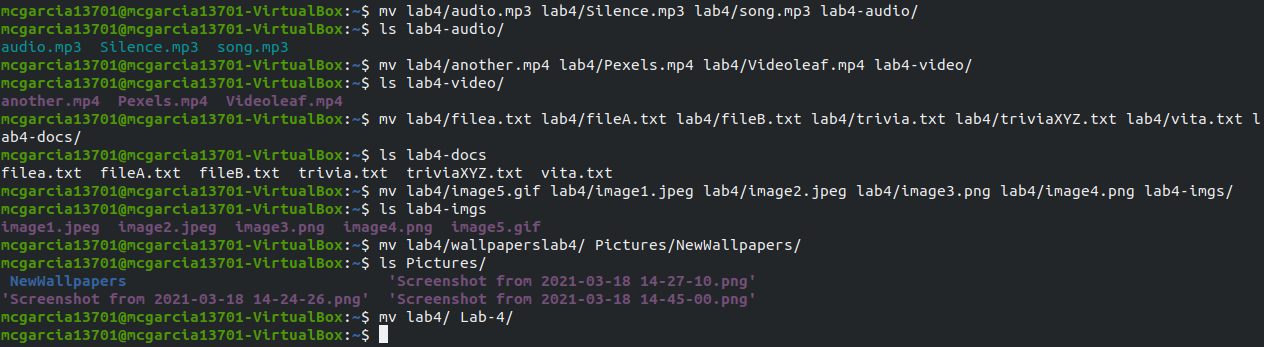 mcgarcia13701@mcgarcia13701-VirtualBox:~$ mv lab4/audio.mp3 lab4/Silence.mp3 lab4/song.mp3 lab4-audio/
mcgarcia13701@mcgarcia13701-VirtualBox:~$ ls lab4-audio/
audio.mp3  Silence.mp3  song.mp3
mcgarcia13701@mcgarcia13701-VirtualBox:~$ mv lab4/another.mp4 lab4/Pexels.mp4 lab4/Videoleaf.mp4 lab4-video/
mcgarcia13701@mcgarcia13701-VirtualBox:~$ ls lab4-video/
another.mp4  Pexels.mp4  Videoleaf.mp4
mcgarcia13701@mcgarcia13701-VirtualBox:~$ mv lab4/filea.txt lab4/fileA.txt lab4/fileB.txt lab4/trivia.txt lab4/triviaXYZ.txt lab4/vita.txt l
ab4-docs/
mcgarcia13701@mcgarcia13701-VirtualBox:~$ ls lab4-docs
filea.txt  fileA.txt  fileB.txt  trivia.txt  triviaXYZ.txt  vita.txt
mcgarcia13701@mcgarcia13701-VirtualBox:~$ mv lab4/image5.gif lab4/image1.jpeg lab4/image2.jpeg lab4/image3.png lab4/image4.png lab4-imgs/
mcgarcia13701@mcgarcia13701-VirtualBox:~$ ls lab4-imgs
image1.jpeg  image2.jpeg  image3.png  image4.png  image5.gif
mcgarcia13701@mcgarcia13701-VirtualBox:~$ mv lab4/wallpaperslab4/ Pictures/NewWallpapers/
mcgarcia13701@mcgarcia13701-VirtualBox:~$ ls Pictures/
 NewWallpapers                             'Screenshot from 2021-03-18 14-27-10.png'
'Screenshot from 2021-03-18 14-24-26.png'  'Screenshot from 2021-03-18 14-45-00.png'
mcgarcia13701@mcgarcia13701-VirtualBox:~$ mv lab4/ Lab-4/
mcgarcia13701@mcgarcia13701-VirtualBox:~$